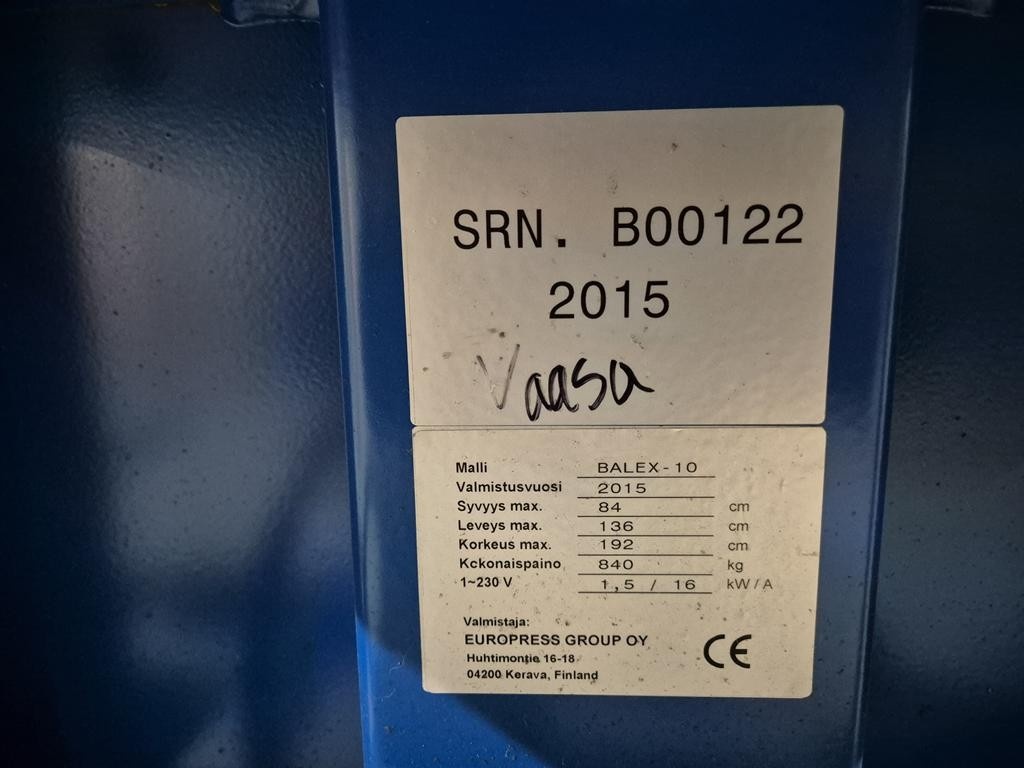 SRN. B00122
2015
Vaasa
Malli BALEX-10
Valmistusvuosi 2015
Syvyys max. 84 cm
Leveys max. 136 cm
Korkeus max. 192 cm
Kckonaispaino 840 kg
1~230 V 1,5 / 16 kW / A
Valmistaja:
EUROPRESS GROUP OY
Huhtimontie 16-18
04200 Kerava, Finland
CE